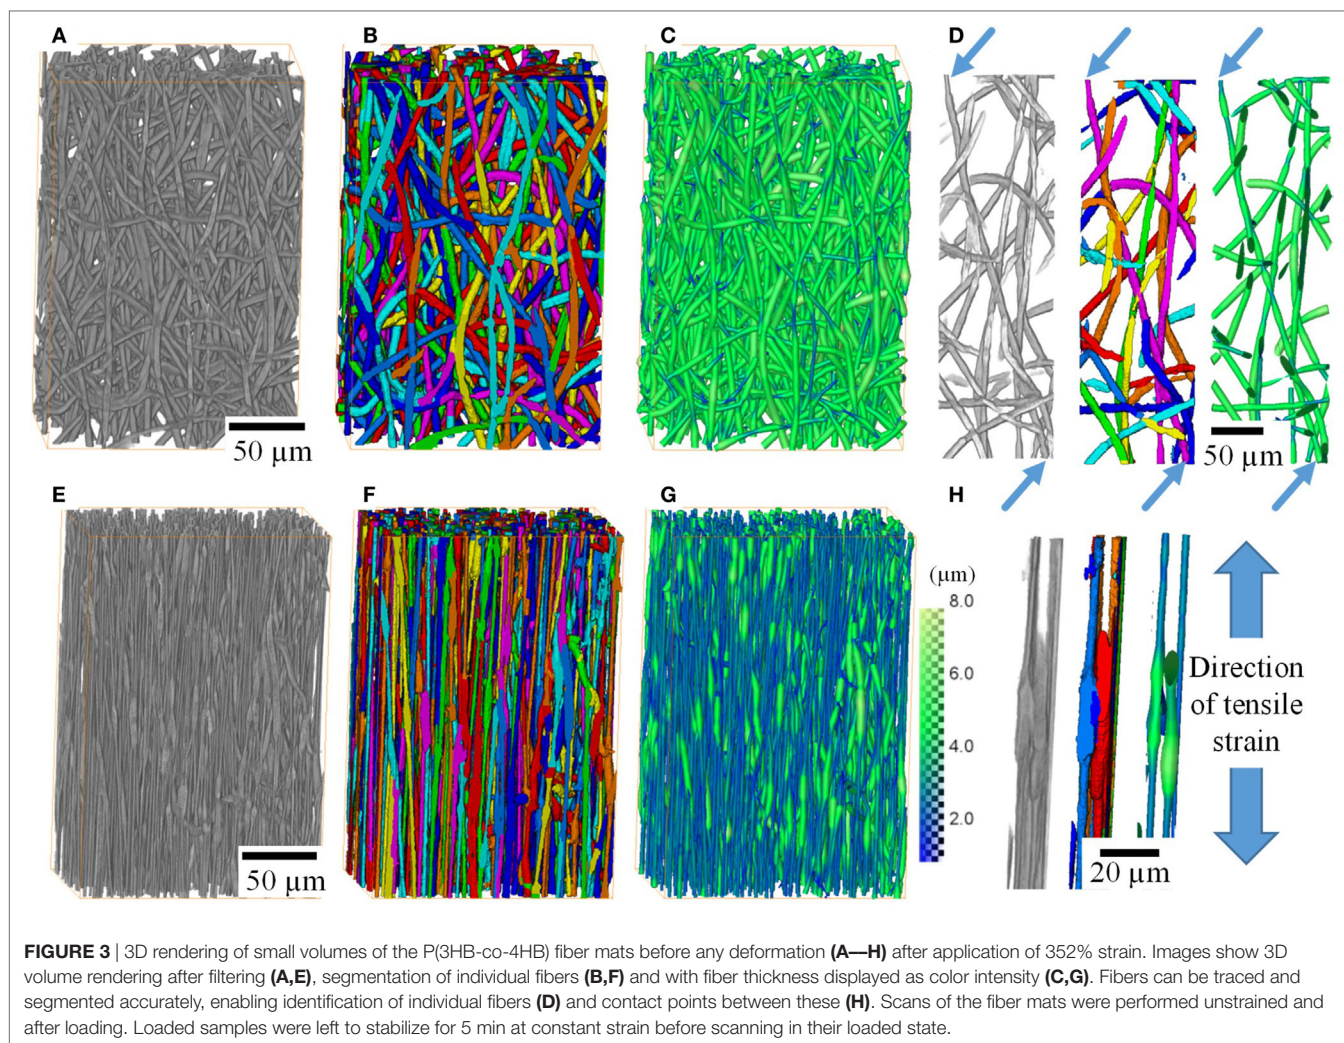 A
B
C
D
50 µm
50 µm
E
F
G
H
(µm)
8.0
6.0
4.0
2.0
Direction
of tensile
strain
50 µm
20 µm
FIGURE 3 | 3D rendering of small volumes of the P(3HB-co-4HB) fiber mats before any deformation (A—H) after application of 352% strain. Images show 3D
volume rendering after filtering (A,E), segmentation of individual fibers (B,F) and with fiber thickness displayed as color intensity (C,G). Fibers can be traced and
segmented accurately, enabling identification of individual fibers (D) and contact points between these (H). Scans of the fiber mats were performed unstrained and
after loading. Loaded samples were left to stabilize for 5 min at constant strain before scanning in their loaded state.